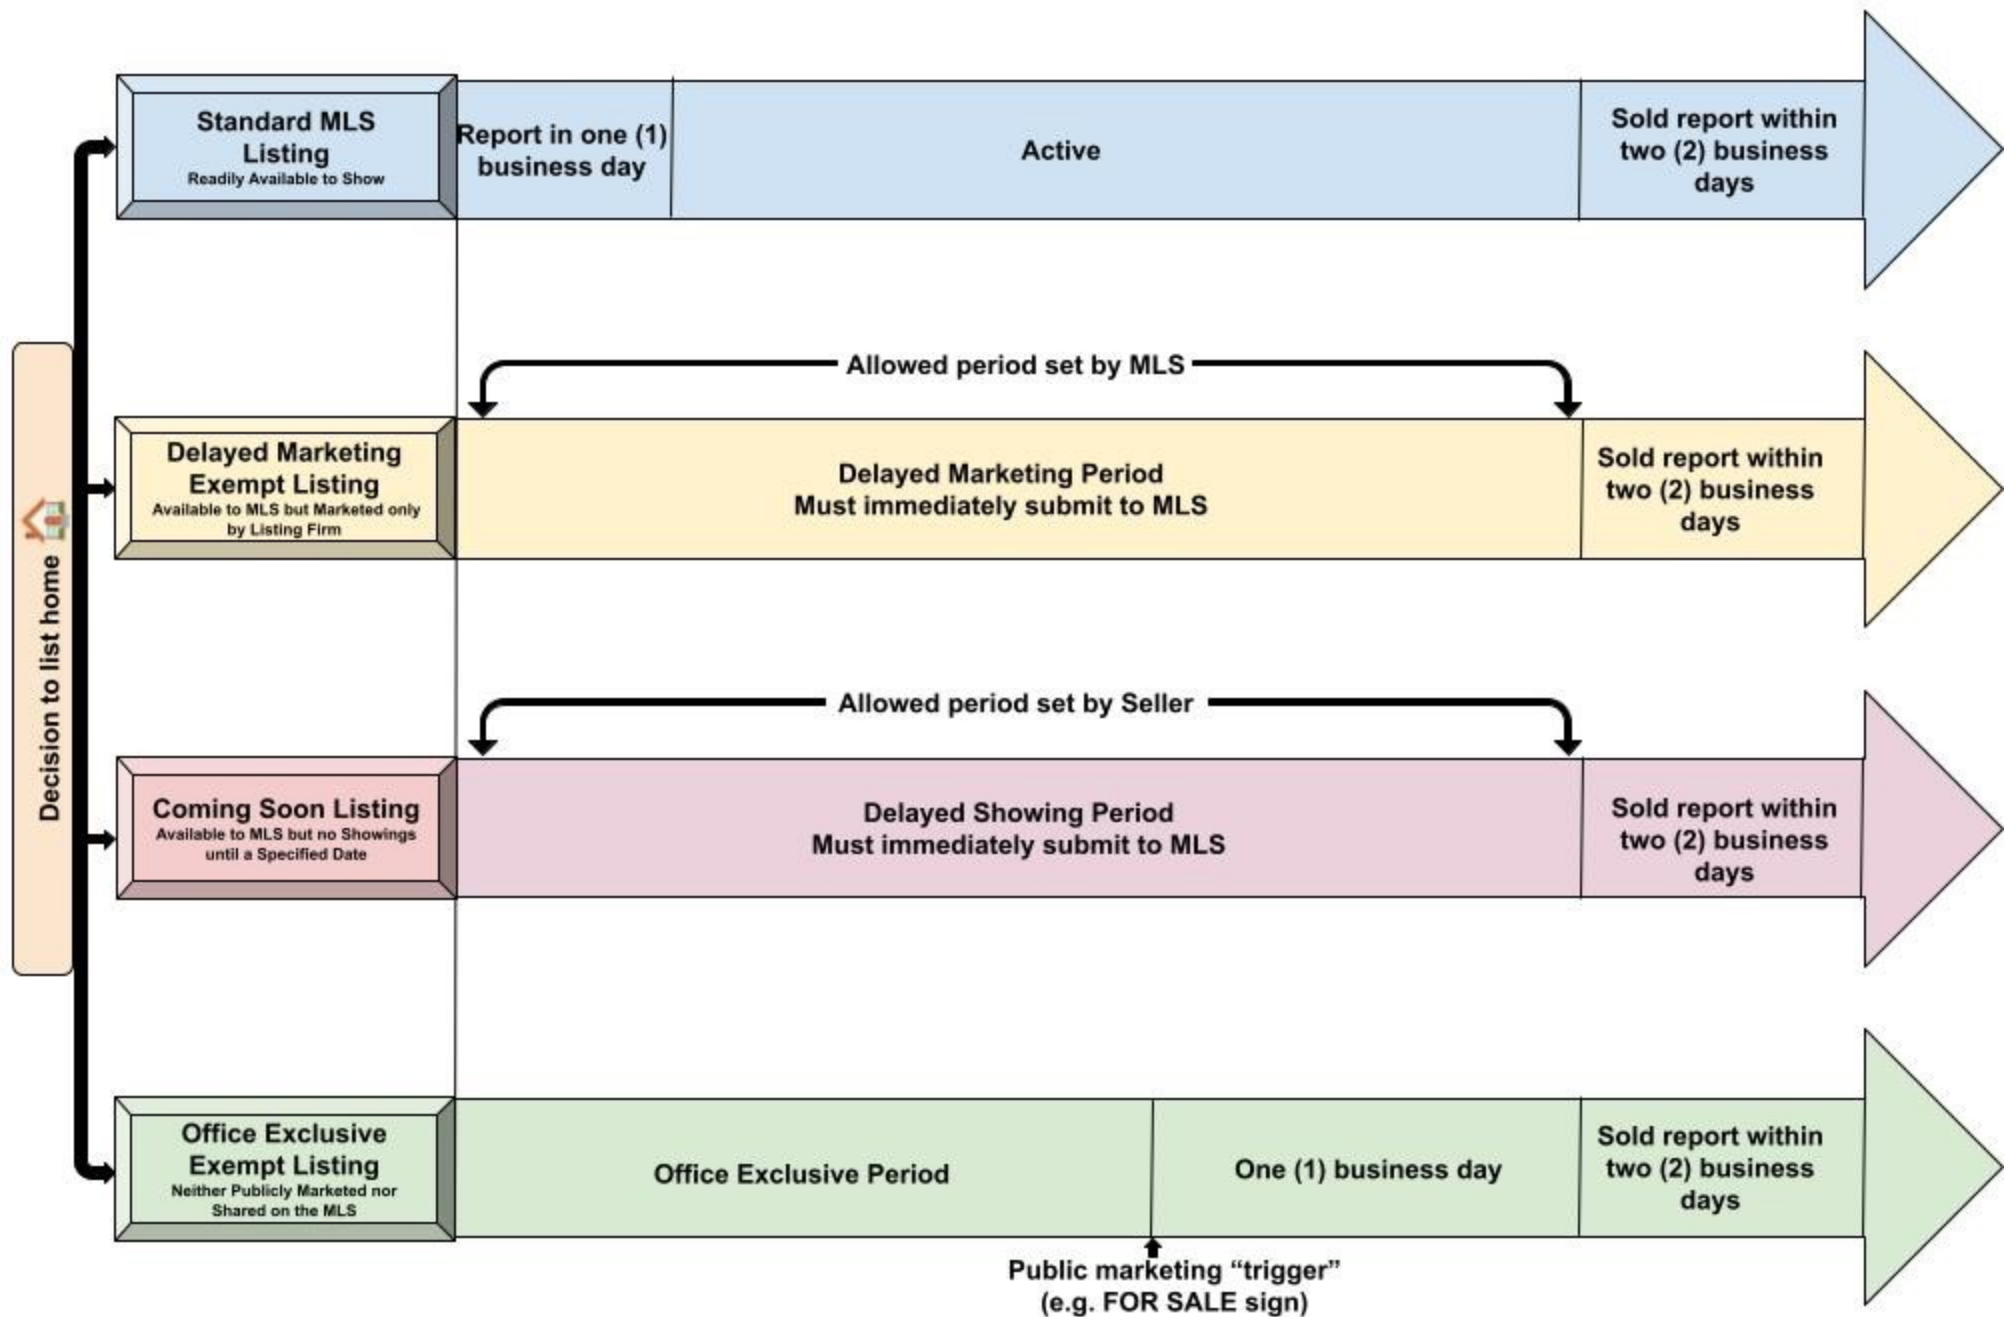 Decision to list home
Standard MLS
Listing
Readily Available to Show
Report in one (1)
business day
Active
Sold report within
two (2) business
days
Allowed period set by MLS
Delayed Marketing
Exempt Listing
Available to MLS but Marketed only
by Listing Firm
Delayed Marketing Period
Must immediately submit to MLS
Sold report within
two (2) business
days
Allowed period set by Seller
Coming Soon Listing
Available to MLS but no Showings
until a Specified Date
Delayed Showing Period
Must immediately submit to MLS
Sold report within
two (2) business
days
Office Exclusive
Exempt Listing
Neither Publicly Marketed nor
Shared on the MLS
Office Exclusive Period
One (1) business day
Sold report within
two (2) business
days
Public marketing “trigger”
(e.g. FOR SALE sign)